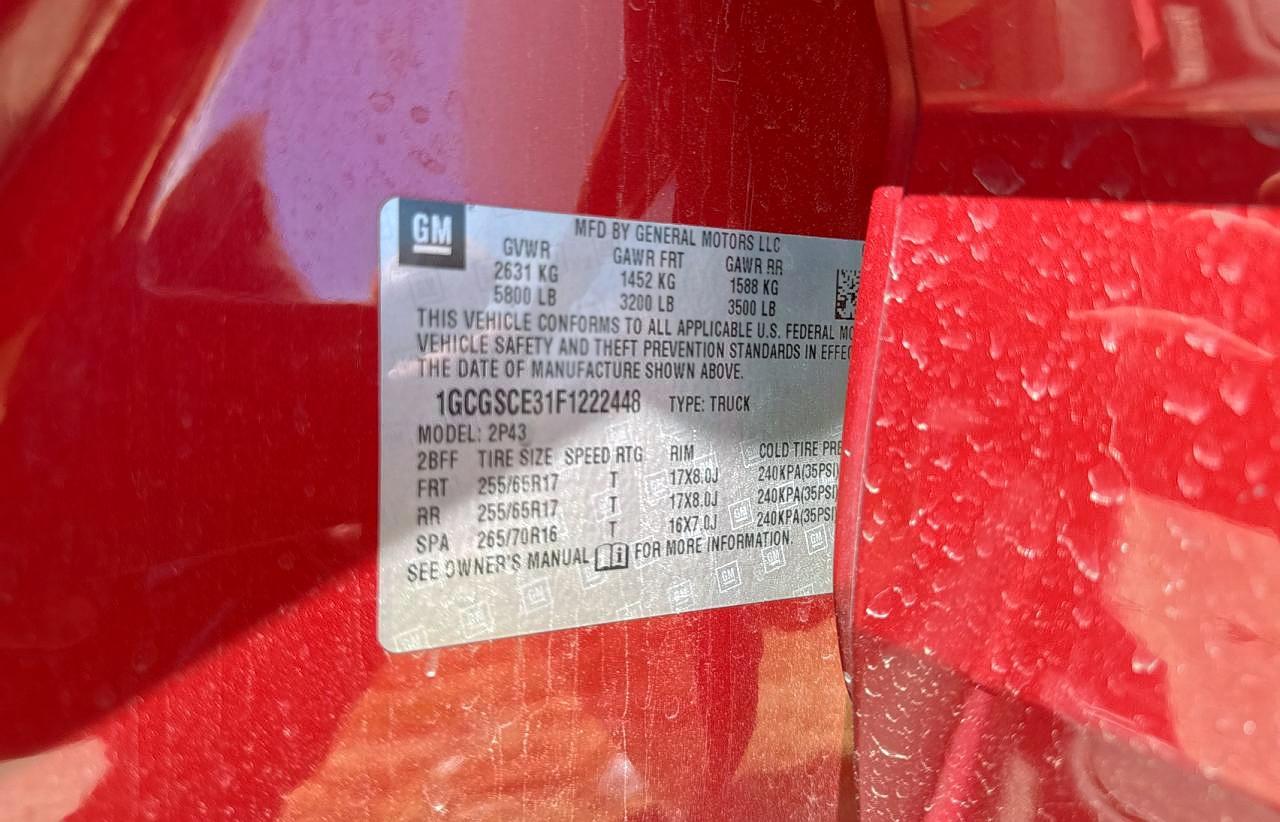 GM
MFD BY GENERAL MOTORS LLC
GVWR GAWR FRT GAWR RR
2631 KG 1452 KG 1588 KG
5800 LB 3200 LB 3500 LB
THIS VEHICLE CONFORMS TO ALL APPLICABLE U.S. FEDERAL MO
VEHICLE SAFETY AND THEFT PREVENTION STANDARDS IN EFFEC
THE DATE OF MANUFACTURE SHOWN ABOVE.
1GCGSCE31F1222448 TYPE: TRUCK
MODEL: 2P43
2BFF TIRE SIZE SPEED RTG RIM COLD TIRE PRE
FRT 255/65R17 T 17X8.0J 240KPA(35PSI)
RR 255/65R17 T 17X8.0J 240KPA(35PSI)
SPA 265/70R16 T 16X7.0J 240KPA(35PSI
SEE OWNER'S MANUAL FOR MORE INFORMATION.